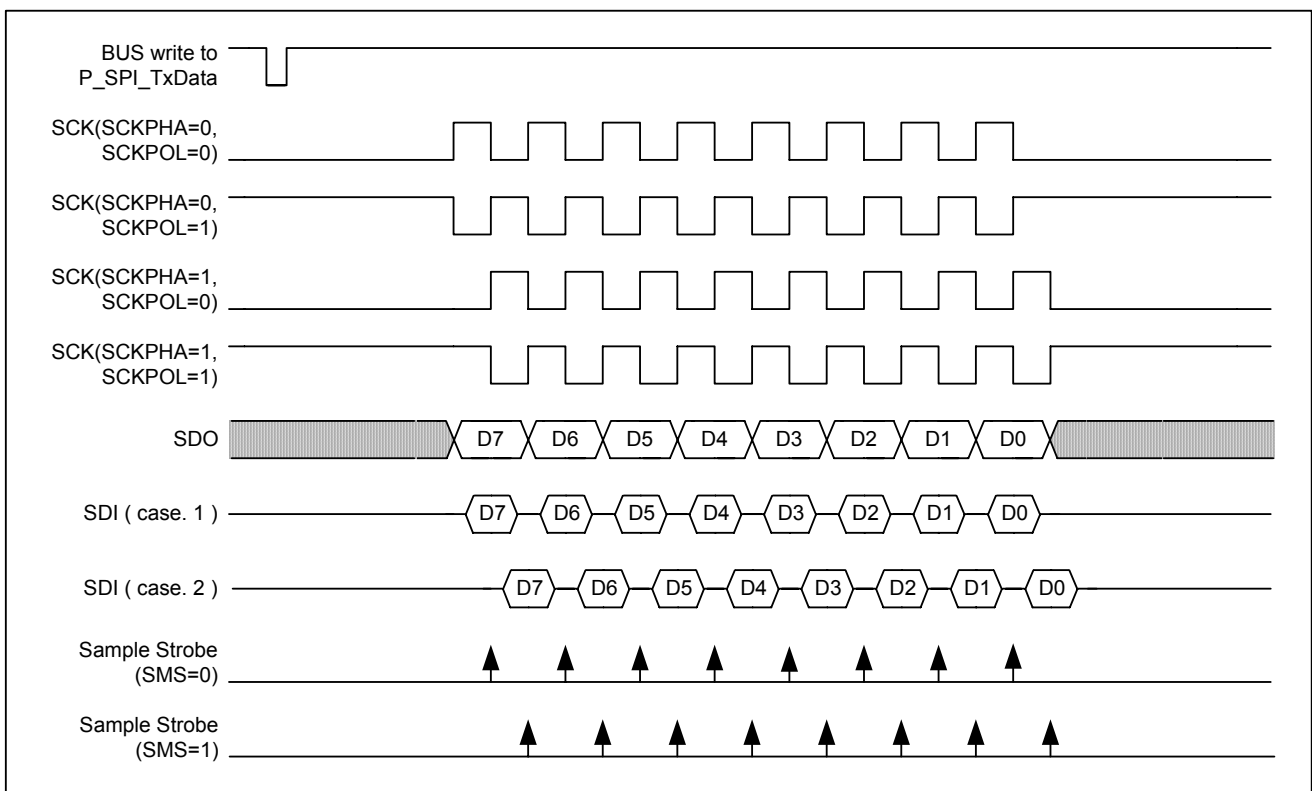 BUS write to
P_SPI_TxData
SCK(SCKPHA=0,
SCKPOL=0)
SCK(SCKPHA=0,
SCKPOL=1)
SCK(SCKPHA=1,
SCKPOL=0)
SCK(SCKPHA=1,
SCKPOL=1)
SDO D7 D6 D5 D4 D3 D2 D1 D0
SDI ( case. 1 ) D7 D6 D5 D4 D3 D2 D1 D0
SDI ( case. 2 ) D7 D6 D5 D4 D3 D2 D1 D0
Sample Strobe
(SMS=0)
Sample Strobe
(SMS=1)